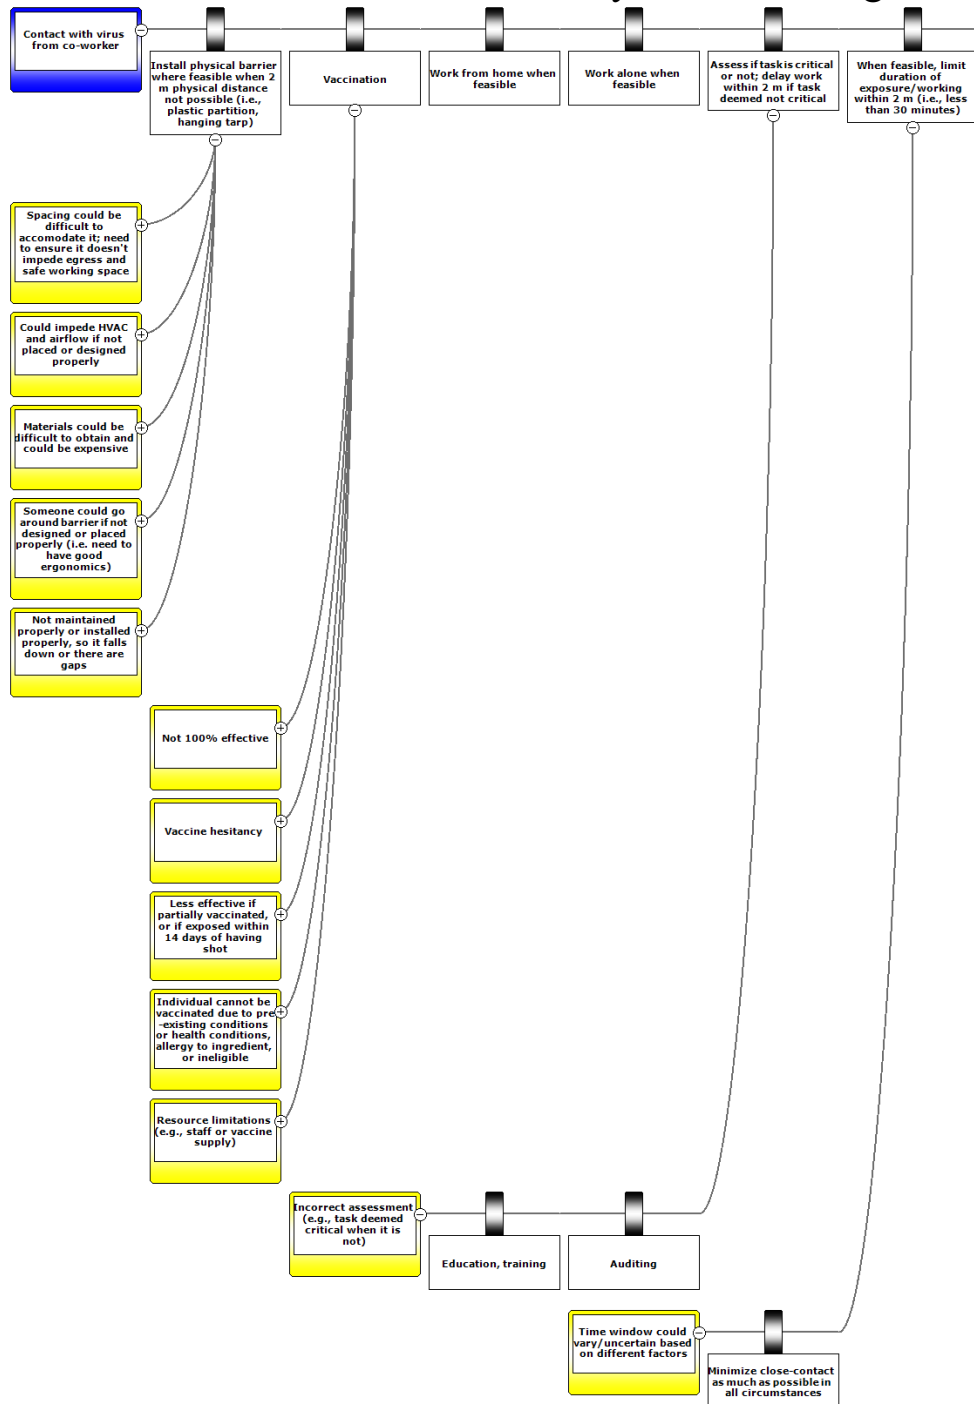 Contact with virus
from co-worker
Install physical barrier
where feasible when 2
m physical distance
not possible (i.e.,
plastic partition,
hanging tarp)
Vaccination
Work from home when
feasible
Work alone when
feasible
Assess if task is critical
or not; delay work
within 2 m if task
deemed not critical
When feasible, limit
duration of
exposure/working
within 2 m (i.e., less
than 30 minutes)
Spacing could be
difficult to
accomodate it; need
to ensure it doesn't
impede egress and
safe working space
Could impede HVAC
and airflow if not
placed or designed
properly
Materials could be
difficult to obtain and
could be expensive
Someone could go
around barrier if not
designed or placed
properly (i.e. need to
have good
ergonomics)
Not maintained
properly or installed
properly, so it falls
down or there are
gaps
Not 100% effective
Vaccine hesitancy
Less effective if
partially vaccinated,
or if exposed within
14 days of having
shot
Individual cannot be
vaccinated due to pre
-existing conditions
or health conditions,
allergy to ingredient,
or ineligible
Resource limitations
(e.g., staff or vaccine
supply)
Incorrect assessment
(e.g., task deemed
critical when it is
not)
Education, training
Auditing
Time window could
vary/uncertain based
on different factors
Minimize close-contact
as much as possible in
all circumstances